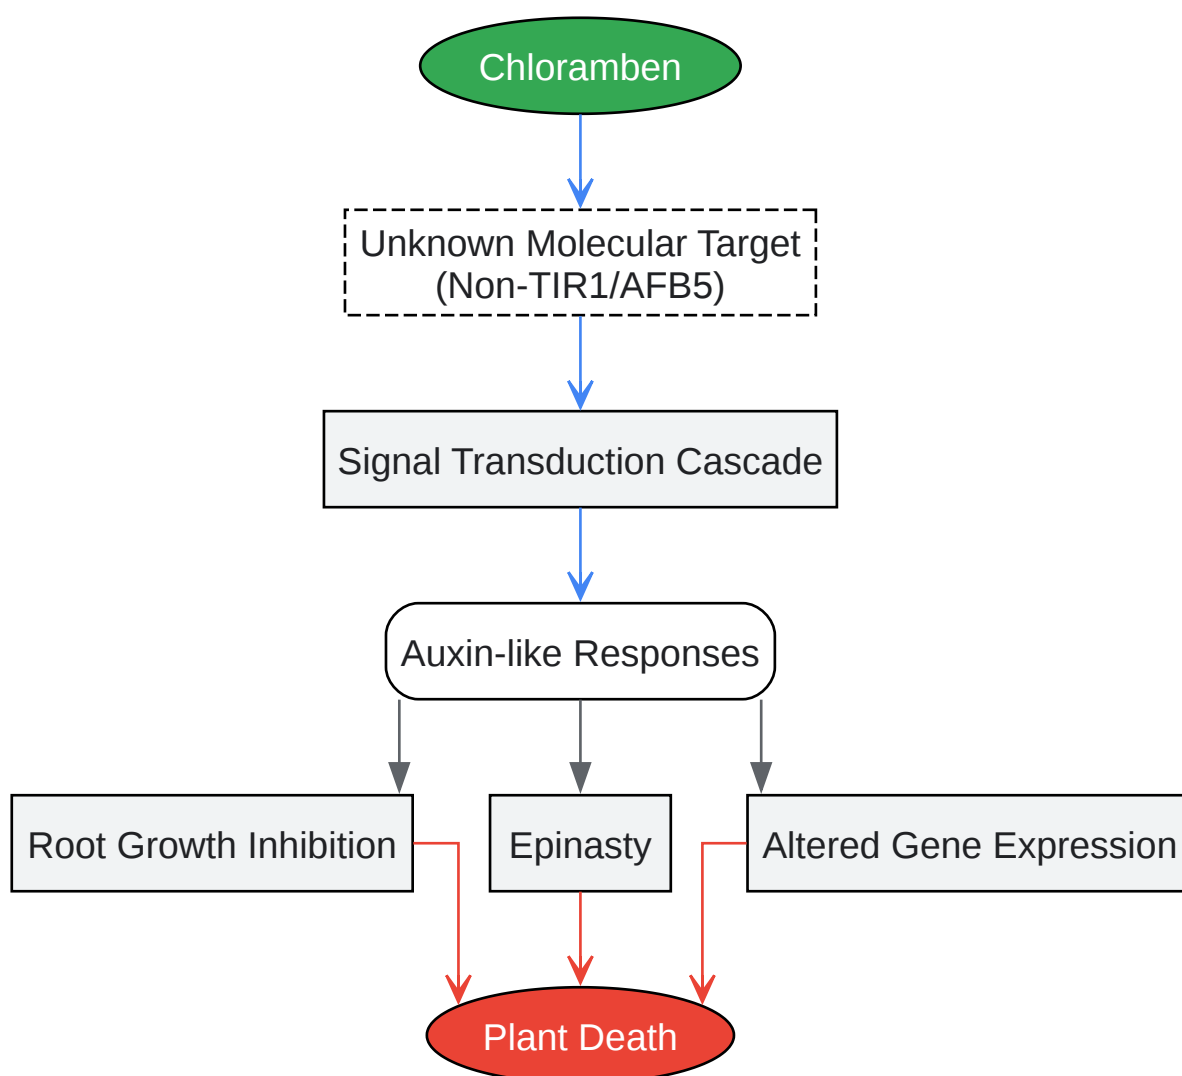 Chloramben
Unknown Molecular Target
(Non-TIR1/AFB5)
Signal Transduction Cascade
Auxin-like Responses
Root Growth Inhibition
Epinasty
Altered Gene Expression
Plant Death